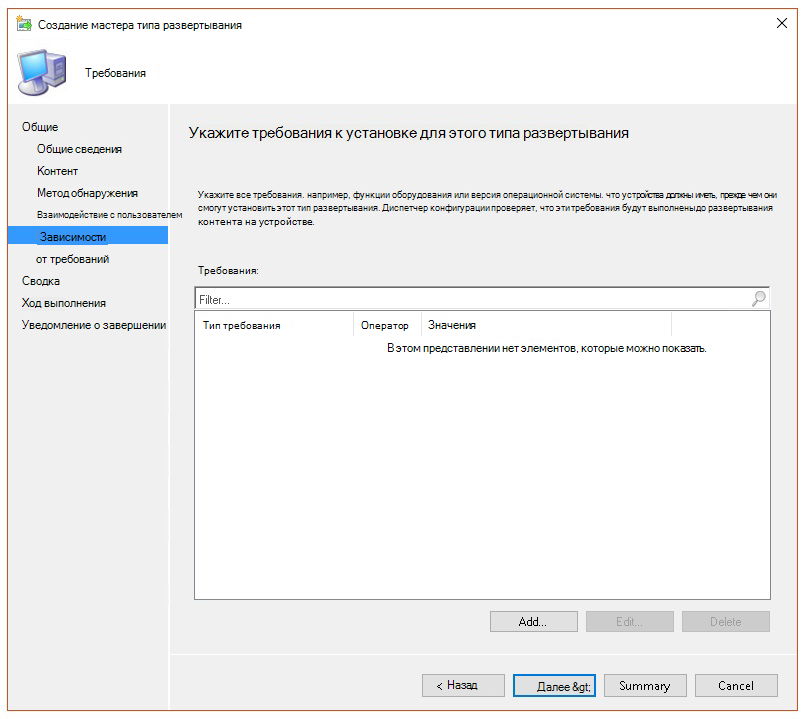 Создание мастера типа развертывания
Требования
Общие
Общие сведения
Контент
Метод обнаружения
Взаимодействие с пользователем
Зависимости
от требований
Сводка
Ход выполнения
Уведомление о завершении
Укажите требования к установке для этого типа развертывания
Укажите все требования. например, функции оборудования или версия операционной системы. что устройства должны иметь, прежде чем они
смогут установить этот тип развертывания. Диспетчер конфигурации проверяет, что эти требования будут выполнены до развертывания
контента на устройстве.
Требования:
Filter...
Тип требования Оператор Значения
В этом представлении нет элементов, которые можно показать.
Add... Edit... Delete
< Назад Далее &gt; Summary Cancel